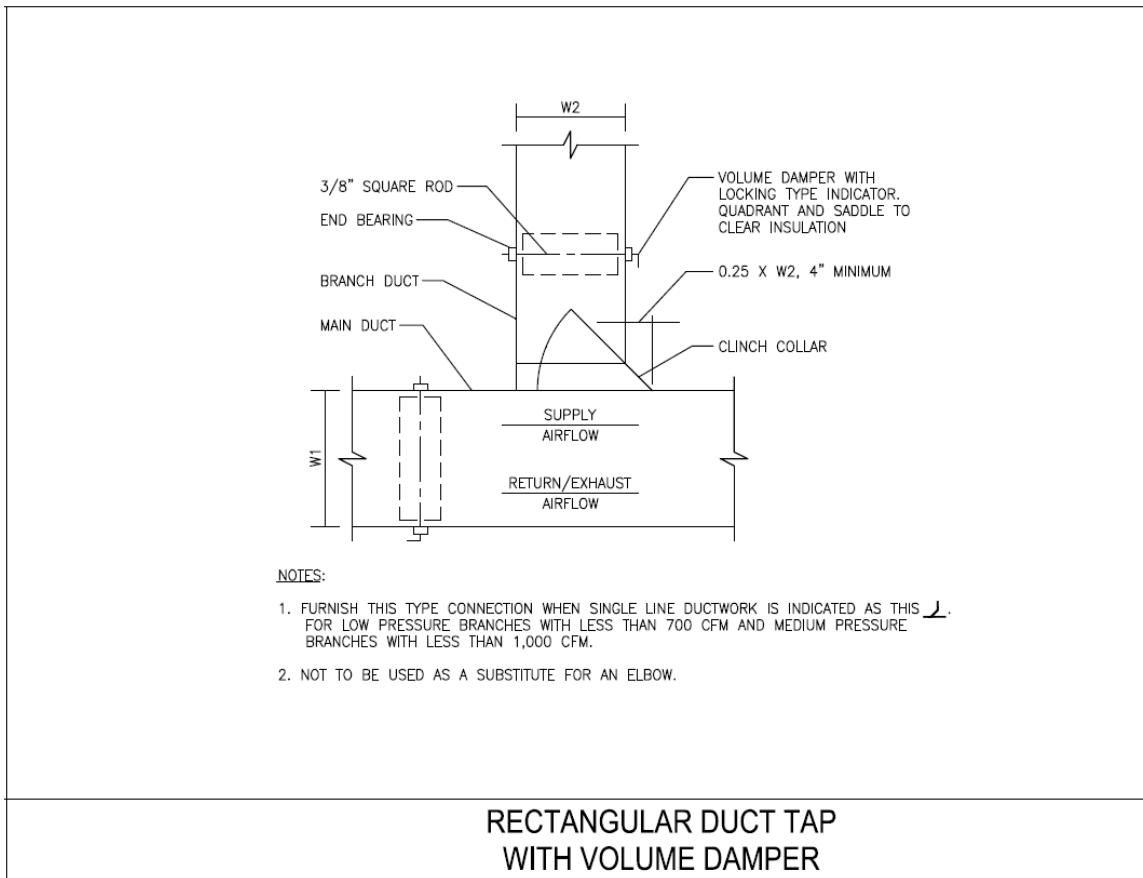 W2
3/8" SQUARE ROD
END BEARING
BRANCH DUCT
MAIN DUCT
VOLUME DAMPER WITH
LOCKING TYPE INDICATOR.
QUADRANT AND SADDLE TO
CLEAR INSULATION
0.25 X W2, 4" MINIMUM
CLINCH COLLAR
W1
SUPPLY
AIRFLOW
RETURN/EXHAUST
AIRFLOW
NOTES:
1. FURNISH THIS TYPE CONNECTION WHEN SINGLE LINE DUCTWORK IS INDICATED AS THIS .
FOR LOW PRESSURE BRANCHES WITH LESS THAN 700 CFM AND MEDIUM PRESSURE
BRANCHES WITH LESS THAN 1,000 CFM.
2. NOT TO BE USED AS A SUBSTITUTE FOR AN ELBOW.
RECTANGULAR DUCT TAP
WITH VOLUME DAMPER